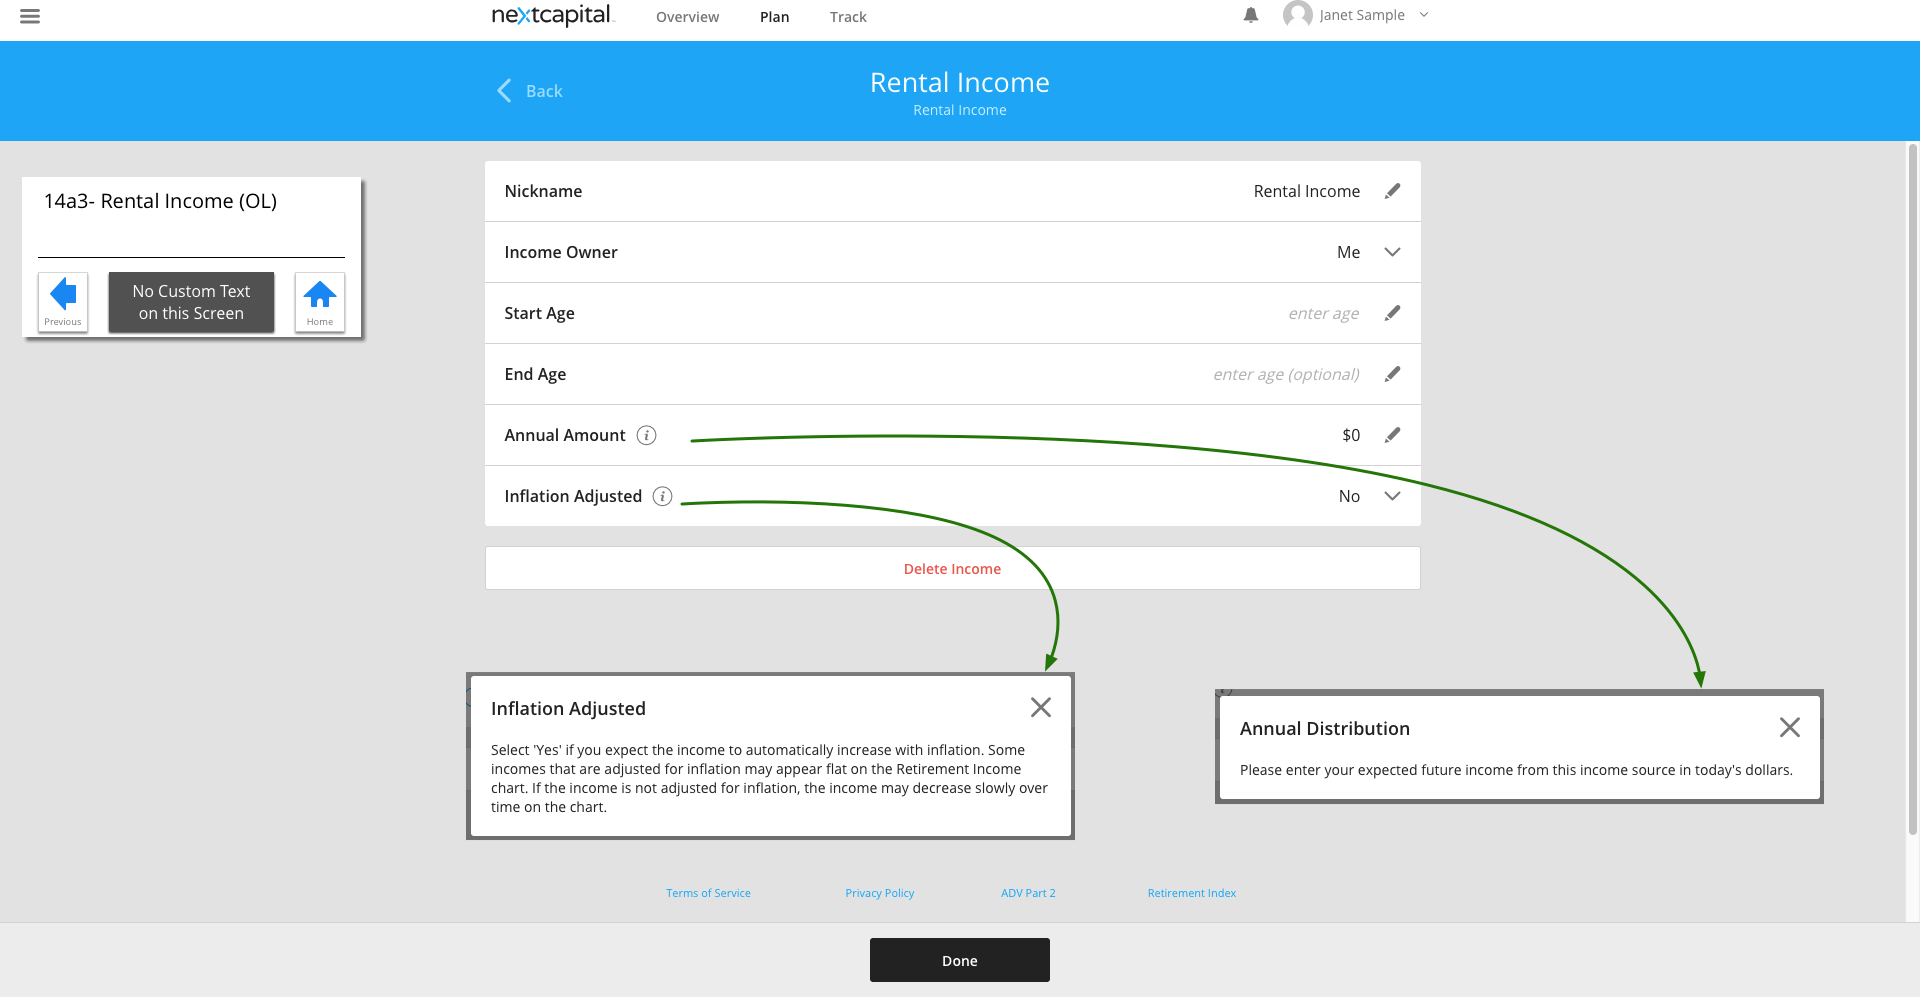 nextcapital
Overview
Plan
Track
Janet Sample
Back
Rental Income
Rental Income
14a3- Rental Income (OL)
Previous
No Custom Text
on this Screen
Home
Nickname
Rental Income
Income Owner
Me
Start Age
enter age
End Age
enter age (optional)
Annual Amount i
$0
Inflation Adjusted i
No
Delete Income
Inflation Adjusted
Select 'Yes' if you expect the income to automatically increase with inflation. Some
incomes that are adjusted for inflation may appear flat on the Retirement Income
chart. If the income is not adjusted for inflation, the income may decrease slowly over
time on the chart.
Annual Distribution
Please enter your expected future income from this income source in today's dollars.
Terms of Service
Privacy Policy
ADV Part 2
Retirement Index
Done